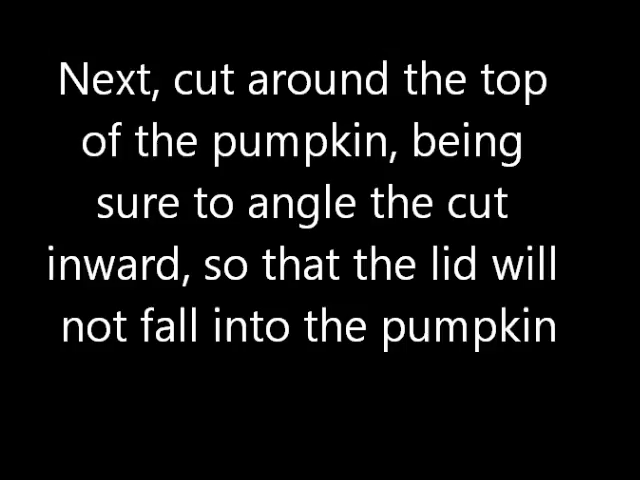 Next, cut around the top
of the pumpkin, being
sure to angle the cut
inward, so that the lid will
not fall into the pumpkin